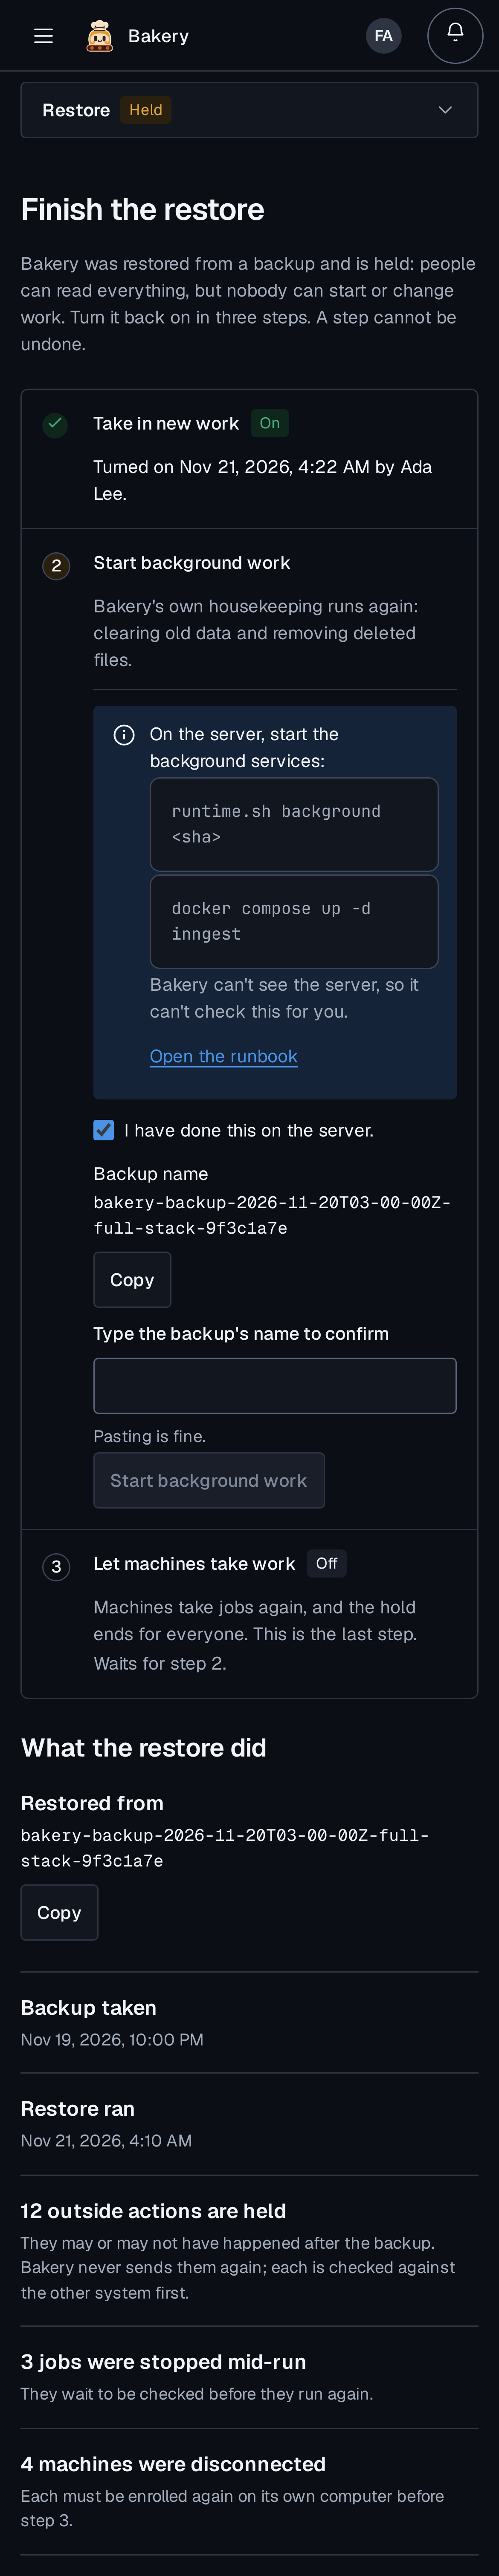 Bakery
FA
Restore Held
Finish the restore
Bakery was restored from a backup and is held: people
can read everything, but nobody can start or change
work. Turn it back on in three steps. A step cannot be
undone.
Take in new work On
Turned on Nov 21, 2026, 4:22 AM by Ada
Lee.
2 Start background work
Bakery's own housekeeping runs again:
clearing old data and removing deleted
files.
On the server, start the
background services:
runtime.sh background
<sha>
docker compose up -d
inngest
Bakery can't see the server, so it
can't check this for you.
Open the runbook
I have done this on the server.
Backup name
bakery-backup-2026-11-20T03-00-00Z-
full-stack-9f3c1a7e
Copy
Type the backup's name to confirm
Pasting is fine.
Start background work
3 Let machines take work Off
Machines take jobs again, and the hold
ends for everyone. This is the last step.
Waits for step 2.
What the restore did
Restored from
bakery-backup-2026-11-20T03-00-00Z-full-
stack-9f3c1a7e
Copy
Backup taken
Nov 19, 2026, 10:00 PM
Restore ran
Nov 21, 2026, 4:10 AM
12 outside actions are held
They may or may not have happened after the backup.
Bakery never sends them again; each is checked against
the other system first.
3 jobs were stopped mid-run
They wait to be checked before they run again.
4 machines were disconnected
Each must be enrolled again on its own computer before
step 3.